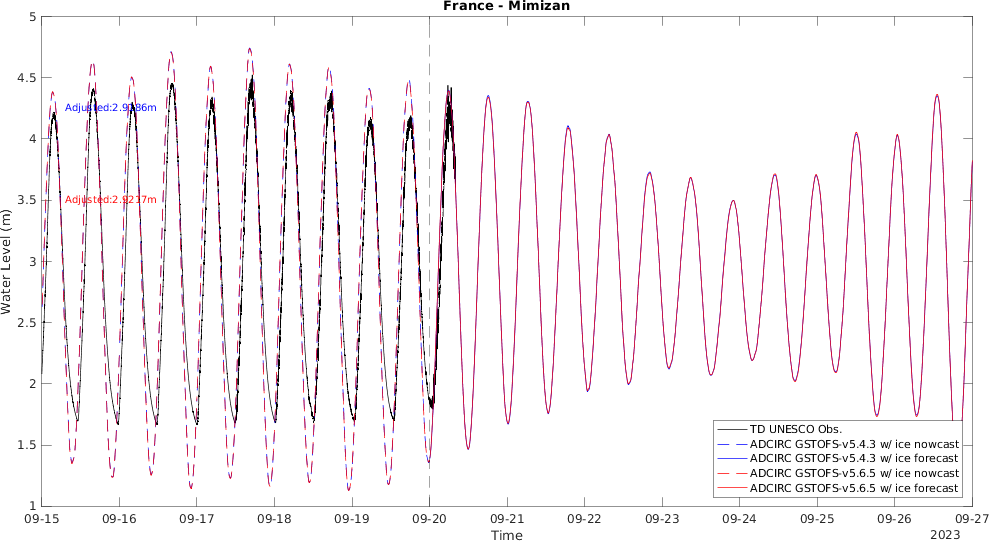 France - Mimizan
5
4.5
4
3.5
3
2.5
2
1.5
1
Water Level (m)
Adjusted:2.9186m
Adjusted:2.9217m
TD UNESCO Obs.
ADCIRC GSTOFS-v5.4.3 w/ ice nowcast
ADCIRC GSTOFS-v5.4.3 w/ ice forecast
ADCIRC GSTOFS-v5.6.5 w/ ice nowcast
ADCIRC GSTOFS-v5.6.5 w/ ice forecast
09-15 09-16 09-17 09-18 09-19 09-20 09-21 09-22 09-23 09-24 09-25 09-26 09-27
Time
2023